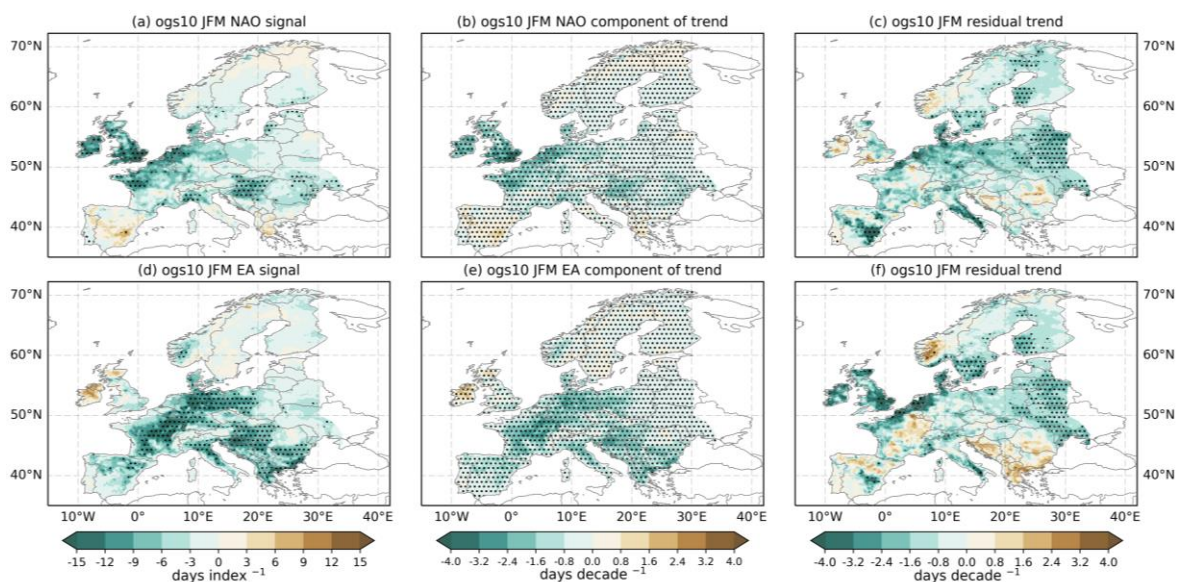 (a) ogs10 JFM NAO signal
(b) ogs10 JFM NAO component of trend
(c) ogs10 JFM residual trend
70°N
60°N
50°N
40°N
70°N
60°N
50°N
40°N
(d) ogs10 JFM EA signal
(e) ogs10 JFM EA component of trend
(f) ogs10 JFM residual trend
70°N
60°N
50°N
40°N
70°N
60°N
50°N
40°N
10°W 0° 10°E 20°E 30°E 40°E
10°W 0° 10°E 20°E 30°E 40°E
10°W 0° 10°E 20°E 30°E 40°E
-15 -12 -9 -6 -3 0 3 6 9 12 15
days index ⁻¹
-4.0 -2.4 -1.6 -0.8 0.0 0.8 1.6 2.4 3.2 4.0
days decade ⁻¹
-4.0 -2.4 -1.6 -0.8 0.0 0.8 1.6 2.4 3.2 4.0
days decade ⁻¹